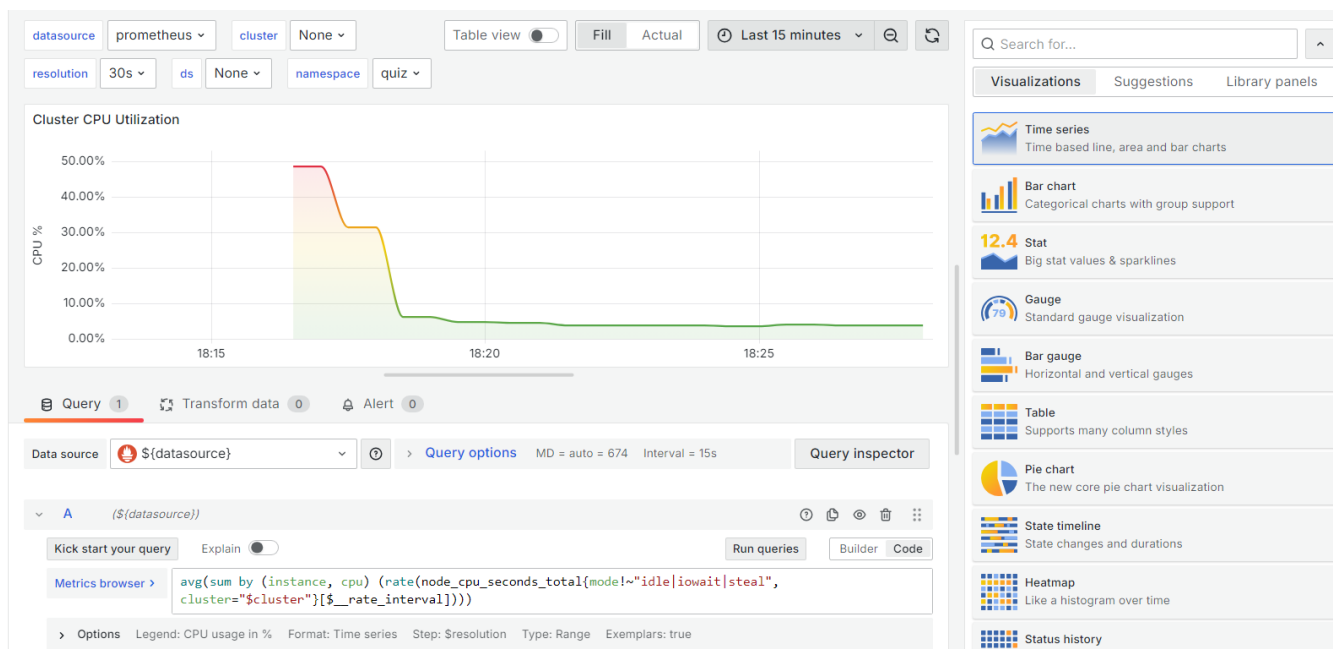 datasource prometheus cluster None Table view Fill Actual Last 15 minutes
resolution 30s ds None namespace quiz
Cluster CPU Utilization
50.00%
40.00%
30.00%
20.00%
10.00%
0.00%
CPU %
18:15 18:20 18:25
Query 1 Transform data 0 Alert 0
Data source ${datasource} Query options MD = auto = 674 Interval = 15s Query inspector
A (${datasource})
Kick start your query Explain Run queries Builder Code
Metrics browser > avg(sum by (instance, cpu) (rate(node_cpu_seconds_total{mode!~"idle|iowait|steal",
cluster="$cluster"}[$__rate_interval])))
Options Legend: CPU usage in % Format: Time series Step: $resolution Type: Range Exemplars: true
Search for...
Visualizations Suggestions Library panels
Time series
Time based line, area and bar charts
Bar chart
Categorical charts with group support
12.4 Stat
Big stat values & sparklines
Gauge
79
Standard gauge visualization
Bar gauge
Horizontal and vertical gauges
Table
Supports many column styles
Pie chart
The new core pie chart visualization
State timeline
State changes and durations
Heatmap
Like a histogram over time
Status history